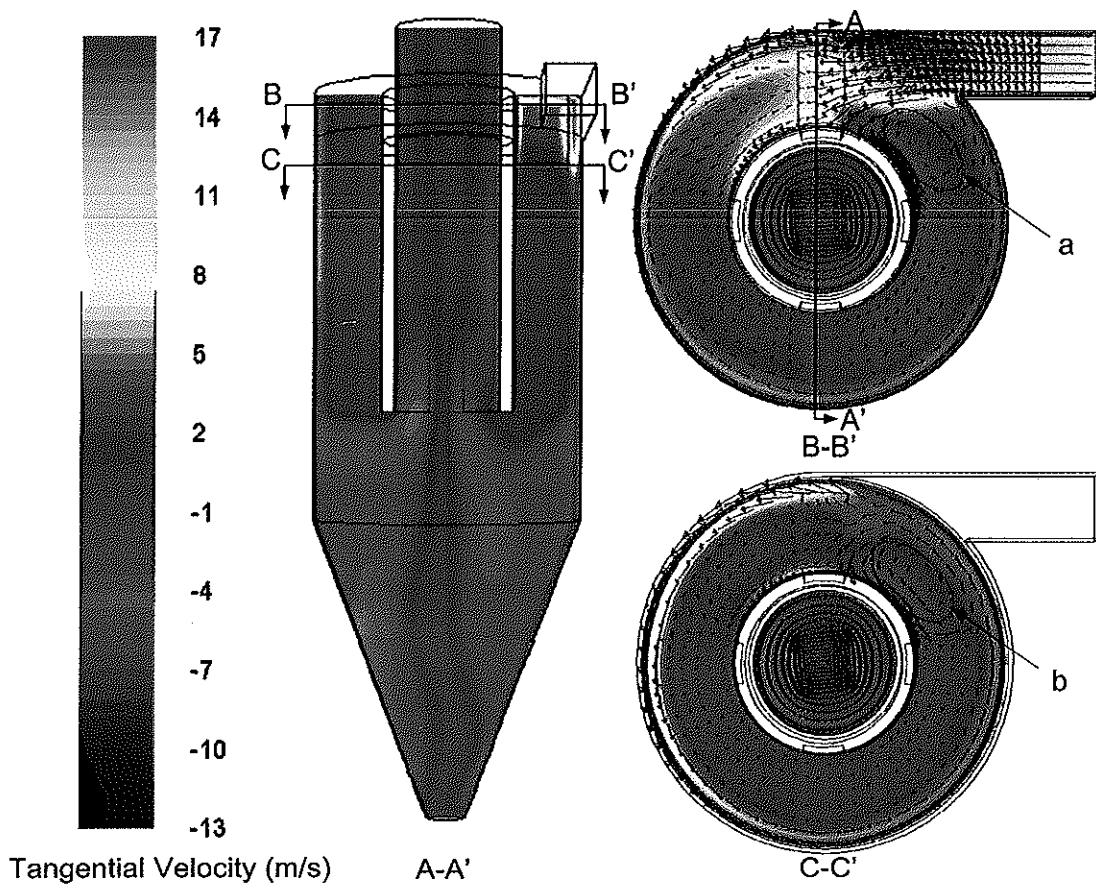 17
14
11
8
5
2
-1
-4
-7
-10
-13
Tangential Velocity (m/s)
B
B'
C
C'
A-A'
A
a
A'
B-B'
b
C-C'